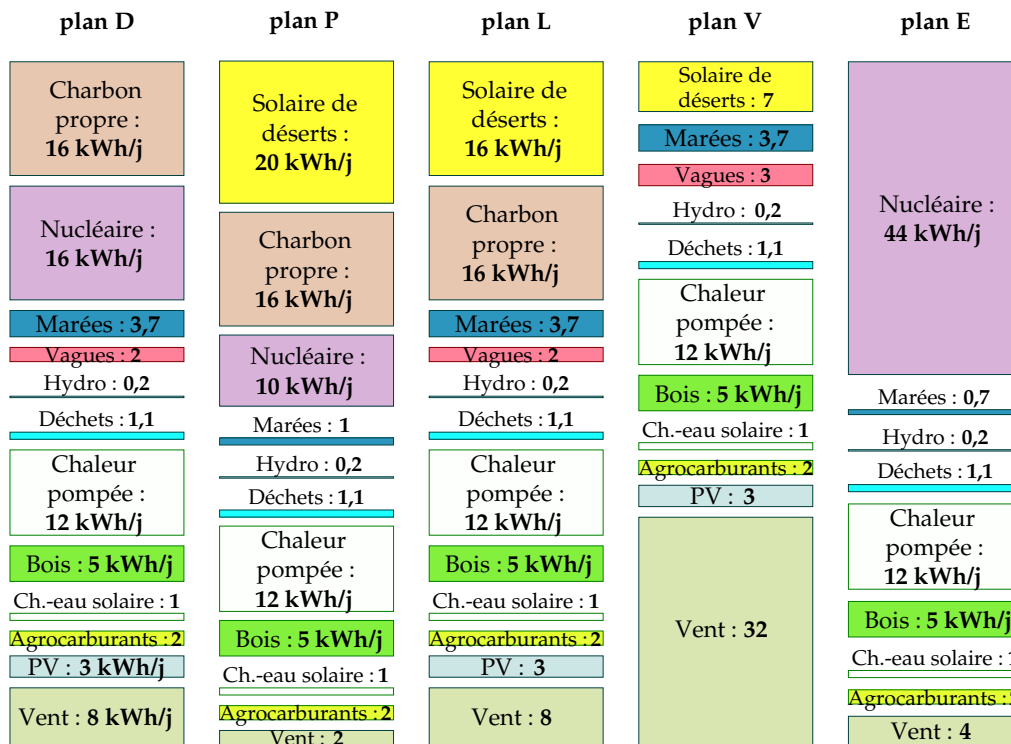 plan D
Charbon
propre :
16 kWh/j
Nucléaire :
16 kWh/j
Marées : 3,7
Vagues : 2
Hydro : 0,2
Déchets : 1,1
Chaleur
pompée :
12 kWh/j
Bois : 5 kWh/j
Ch.-eau solaire : 1
Agrocarburants : 2
PV : 3 kWh/j
Vent : 8 kWh/j
plan P
Solaire de
déserts :
20 kWh/j
Charbon
propre :
16 kWh/j
Nucléaire :
10 kWh/j
Marées : 1
Hydro : 0,2
Déchets : 1,1
Chaleur
pompée :
12 kWh/j
Bois : 5 kWh/j
Ch.-eau solaire : 1
Agrocarburants : 2
Vent : 2
plan L
Solaire de
déserts :
16 kWh/j
Charbon
propre :
16 kWh/j
Marées : 3,7
Vagues : 2
Hydro : 0,2
Déchets : 1,1
Chaleur
pompée :
12 kWh/j
Bois : 5 kWh/j
Ch.-eau solaire : 1
Agrocarburants : 2
PV : 3
Vent : 8
plan V
Solaire de
déserts : 7
Marées : 3,7
Vagues : 3
Hydro : 0,2
Déchets : 1,1
Chaleur
pompée :
12 kWh/j
Bois : 5 kWh/j
Ch.-eau solaire : 1
Agrocarburants : 2
PV : 3
Vent : 32
plan E
Nucléaire :
44 kWh/j
Marées : 0,7
Hydro : 0,2
Déchets : 1,1
Chaleur
pompée :
12 kWh/j
Bois : 5 kWh/j
Ch.-eau solaire :
Agrocarburants :
Vent : 4